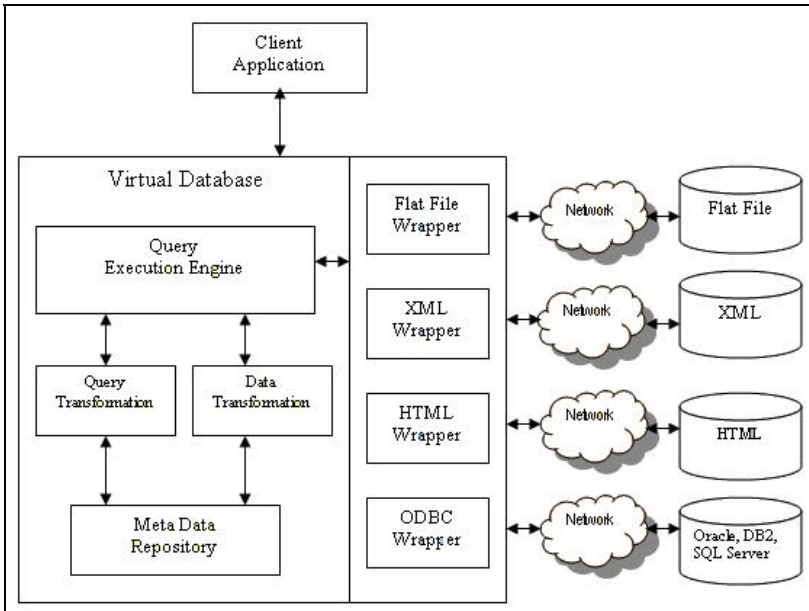 Client
Application
Virtual Database
Query
Execution Engine
Query
Transformation
Data
Transformation
Meta Data
Repository
Flat File
Wrapper
Network
Flat File
XML
Wrapper
Network
XML
HTML
Wrapper
Network
HTML
ODBC
Wrapper
Network
Oracle, DB2,
SQL Server